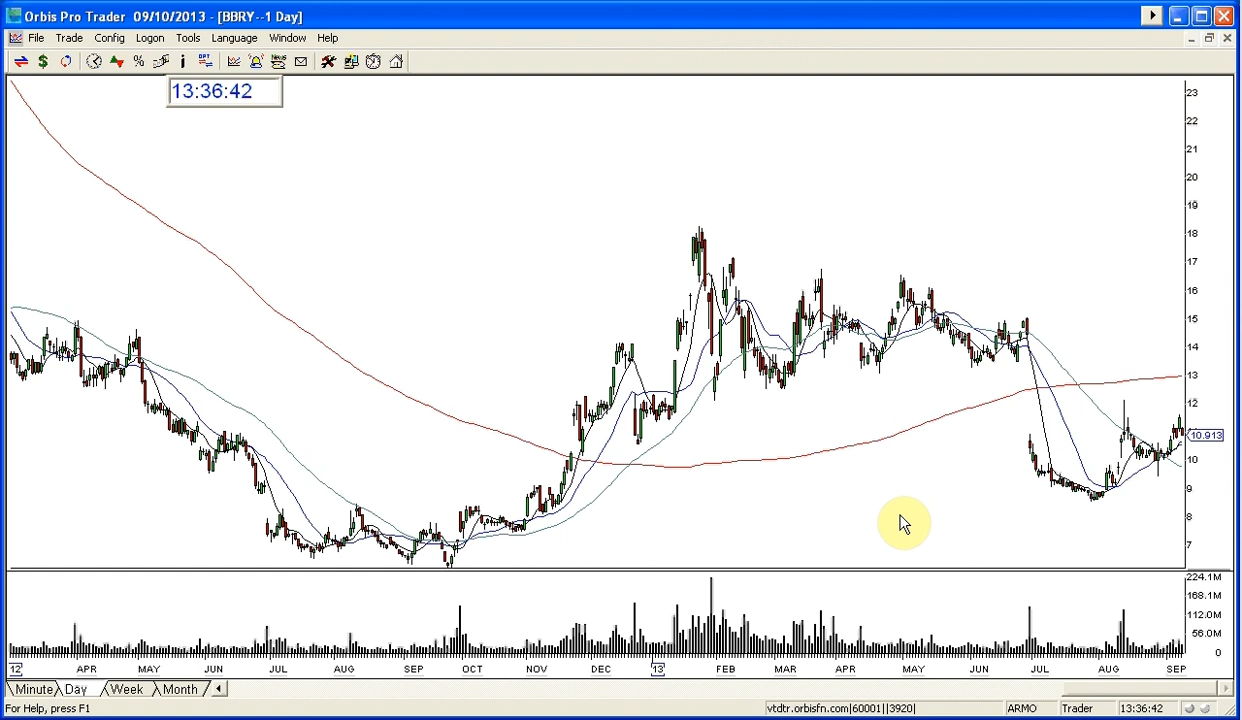 Orbis Pro Trader 09/10/2013 - [BBRY--1 Day]
File Trade Config Logon Tools Language Window Help
$ % i OPT News
13:36:42
23
22
21
20
19
18
17
16
15
14
13
12
10.913
10
9
8
7
224.1M
168.1M
112.0M
56.0M
0
12 APR MAY JUN JUL AUG SEP OCT NOV DEC 13 FEB MAR APR MAY JUN JUL AUG SEP
Minute Day Week Month
For Help, press F1 vtdtr.orbisfn.com|60001||3920| ARMO Trader 13:36:42